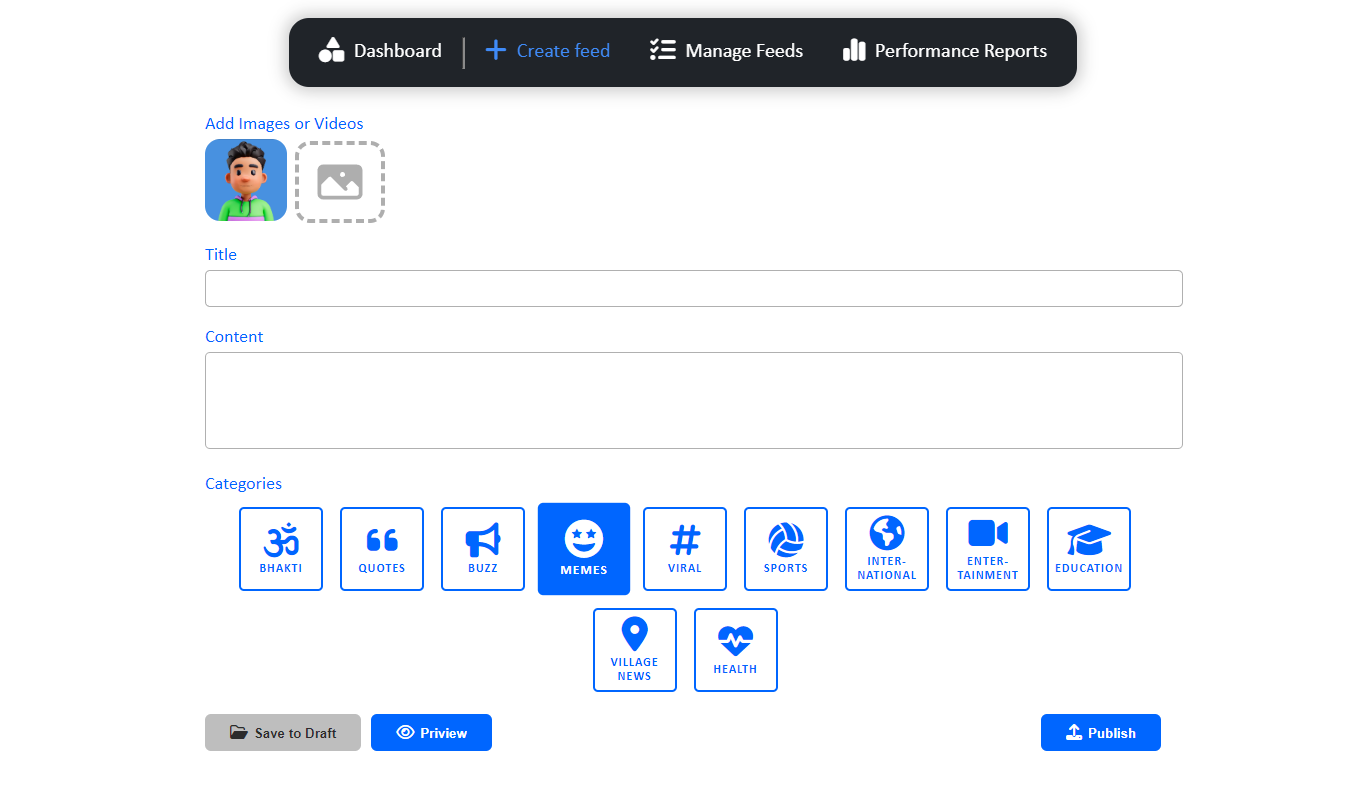 Dashboard Create feed Manage Feeds Performance Reports
Add Images or Videos
Title
Content
Categories
BHAKTI QUOTES BUZZ MEMES VIRAL SPORTS INTER-NATIONAL ENTER-TAINMENT EDUCATION
VILLAGE NEWS HEALTH
Save to Draft Priview Publish